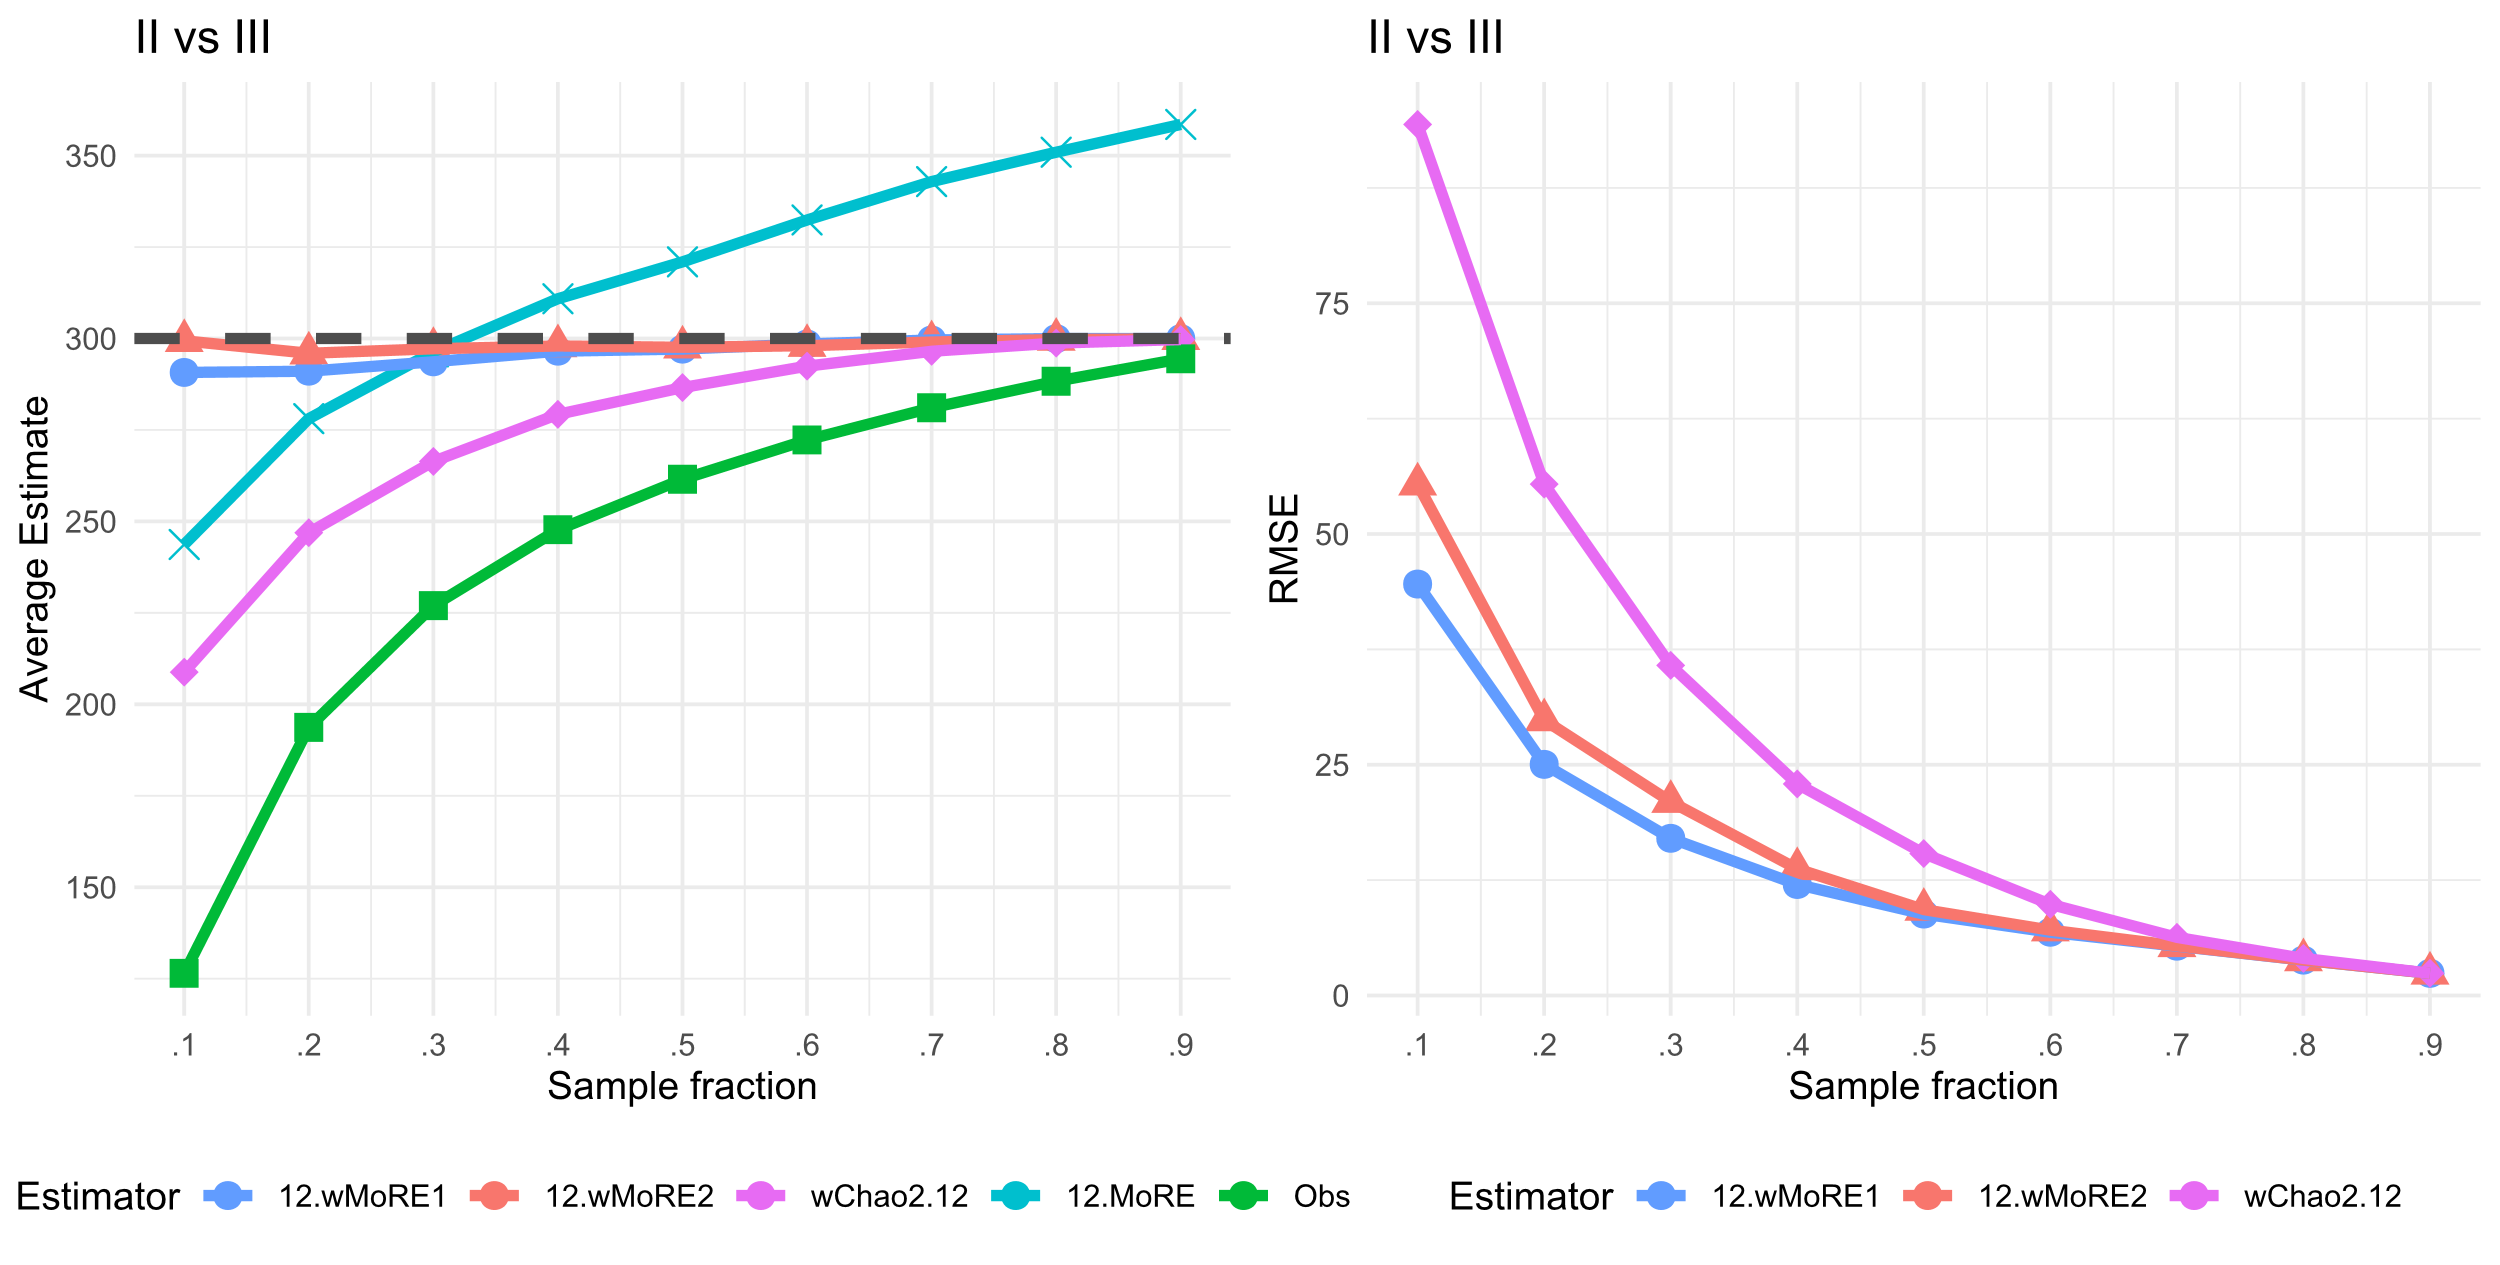 II vs III
Average Estimate
350
300
250
200
150
.1 .2 .3 .4 .5 .6 .7 .8 .9
Sample fraction
Estimator 12.wMoRE1 12.wMoRE2 wChao2.12 12.MoRE Obs
II vs III
RMSE
75
50
25
0
.1 .2 .3 .4 .5 .6 .7 .8 .9
Sample fraction
Estimator 12.wMoRE1 12.wMoRE2 wChao2.12